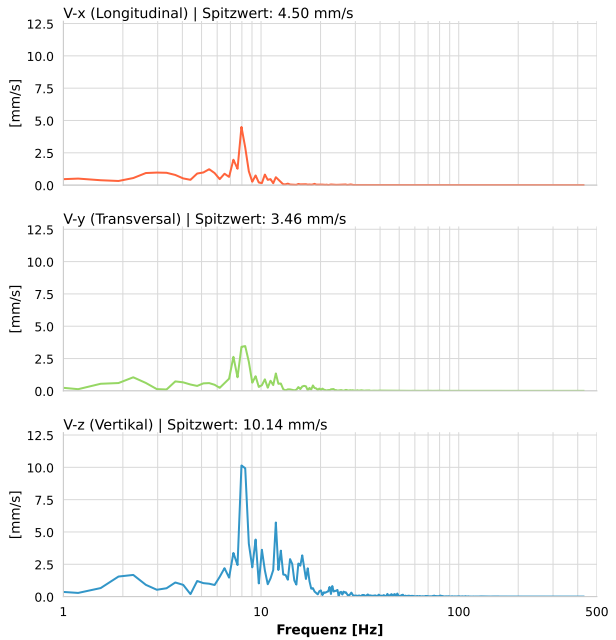 V-x (Longitudinal) | Spitzwert: 4.50 mm/s
12.5
10.0
7.5
5.0
2.5
0.0
[mm/s]
V-y (Transversal) | Spitzwert: 3.46 mm/s
12.5
10.0
7.5
5.0
2.5
0.0
[mm/s]
V-z (Vertikal) | Spitzwert: 10.14 mm/s
12.5
10.0
7.5
5.0
2.5
0.0
[mm/s]
1 10 100 500
Frequenz [Hz]